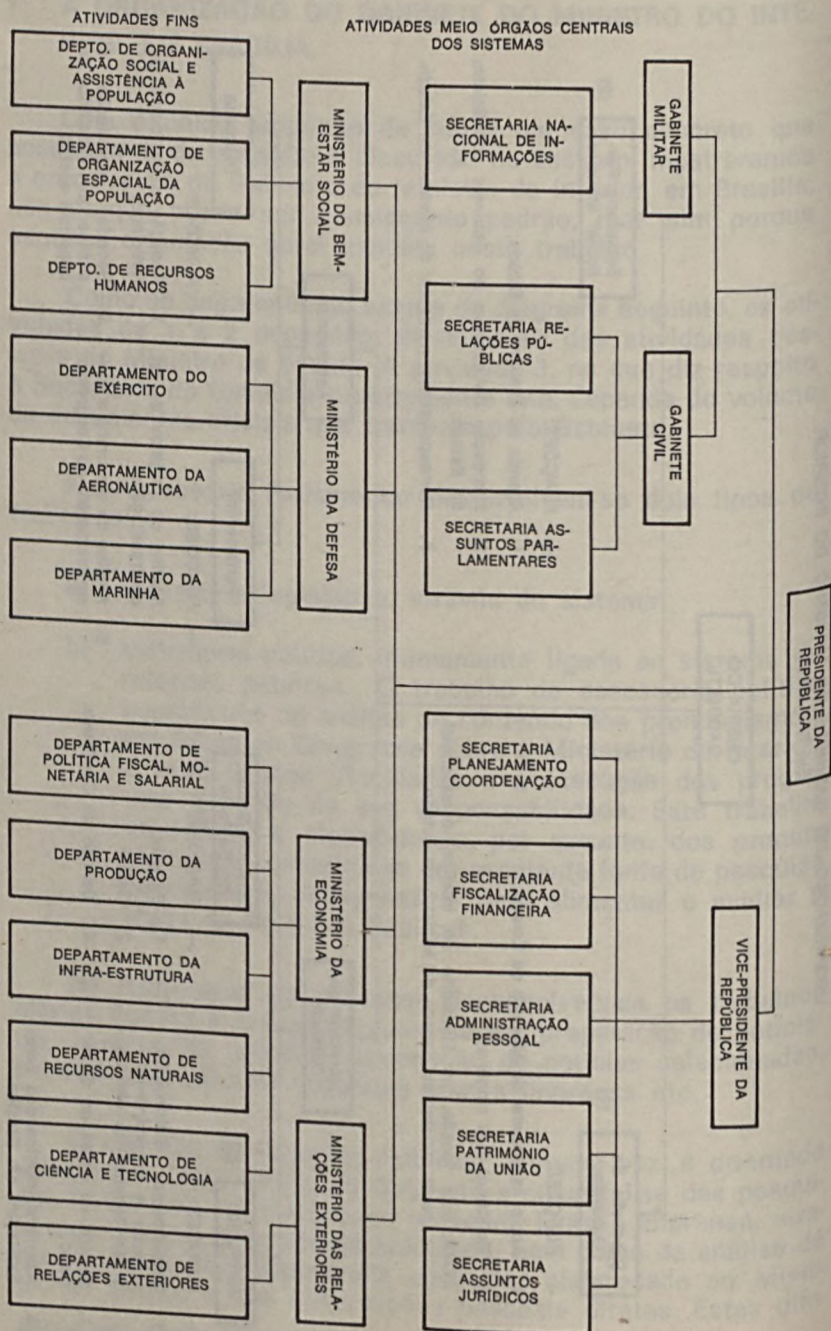 ATIVIDADES FINS
ATIVIDADES MEIO ÓRGÃOS CENTRAIS
DOS SISTEMAS
PRESIDENTE DA
REPÚBLICA
VICE-PRESIDENTE DA
REPÚBLICA
GABINETE
MILITAR
GABINETE
CIVIL
SECRETARIA NA-
CIONAL DE IN-
FORMAÇÕES
SECRETARIA RE-
LAÇÕES PÚ-
BLICAS
SECRETARIA AS-
SUNTOS PAR-
LAMENTARES
SECRETARIA
PLANEJAMENTO
COORDENAÇÃO
SECRETARIA
FISCALIZAÇÃO
FINANCEIRA
SECRETARIA
ADMINISTRAÇÃO
PESSOAL
SECRETARIA
PATRIMÔNIO
DA UNIÃO
SECRETARIA
ASSUNTOS
JURÍDICOS
MINISTÉRIO DO BEM-
ESTAR SOCIAL
MINISTÉRIO DA DEFESA
MINISTÉRIO DA
ECONOMIA
MINISTÉRIO DAS RELA-
ÇÕES EXTERIORES
DEPTO. DE ORGANI-
ZAÇÃO SOCIAL E
ASSISTÊNCIA À
POPULAÇÃO
DEPARTAMENTO DE
ORGANIZAÇÃO
ESPACIAL DA
POPULAÇÃO
DEPTO. DE RECURSOS
HUMANOS
DEPARTAMENTO DO
EXÉRCITO
DEPARTAMENTO DA
AERONÁUTICA
DEPARTAMENTO DA
MARINHA
DEPARTAMENTO DE
POLÍTICA FISCAL, MO-
NETÁRIA E SALARIAL
DEPARTAMENTO DA
PRODUÇÃO
DEPARTAMENTO DA
INFRA-ESTRUTURA
DEPARTAMENTO DE
RECURSOS NATURAIS
DEPARTAMENTO DE
CIÊNCIA E TECNOLOGIA
DEPARTAMENTO DE
RELAÇÕES EXTERIORES